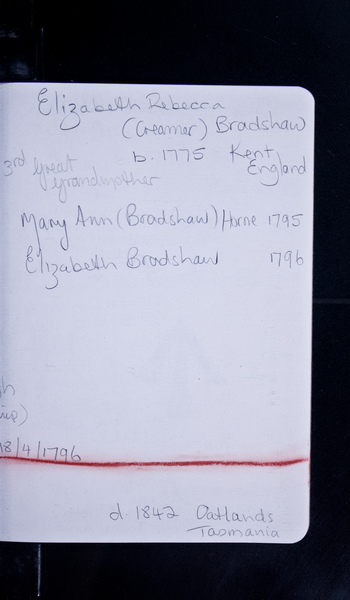 Elizabeth Rebecca
(Creamer) Bradshaw
b. 1775 Kent
England
3rd Great
Grandmother
Mary Ann (Bradshaw) Horne 1795
Elizabeth Bradshaw 1796
18/4/1796
d. 1842 Oatlands
Tasmania